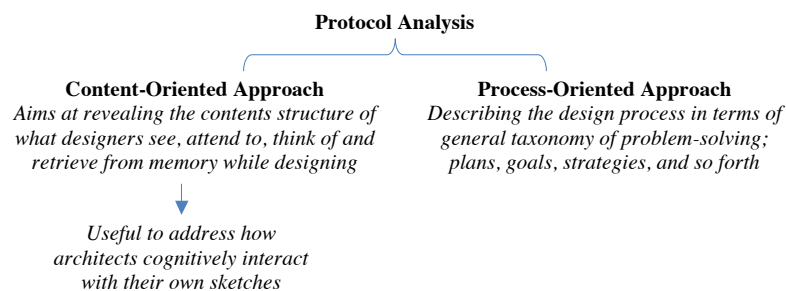 Protocol Analysis
Content-Oriented Approach
Aims at revealing the contents structure of
what designers see, attend to, think of and
retrieve from memory while designing
Process-Oriented Approach
Describing the design process in terms of
general taxonomy of problem-solving;
plans, goals, strategies, and so forth
Useful to address how
architects cognitively interact
with their own sketches